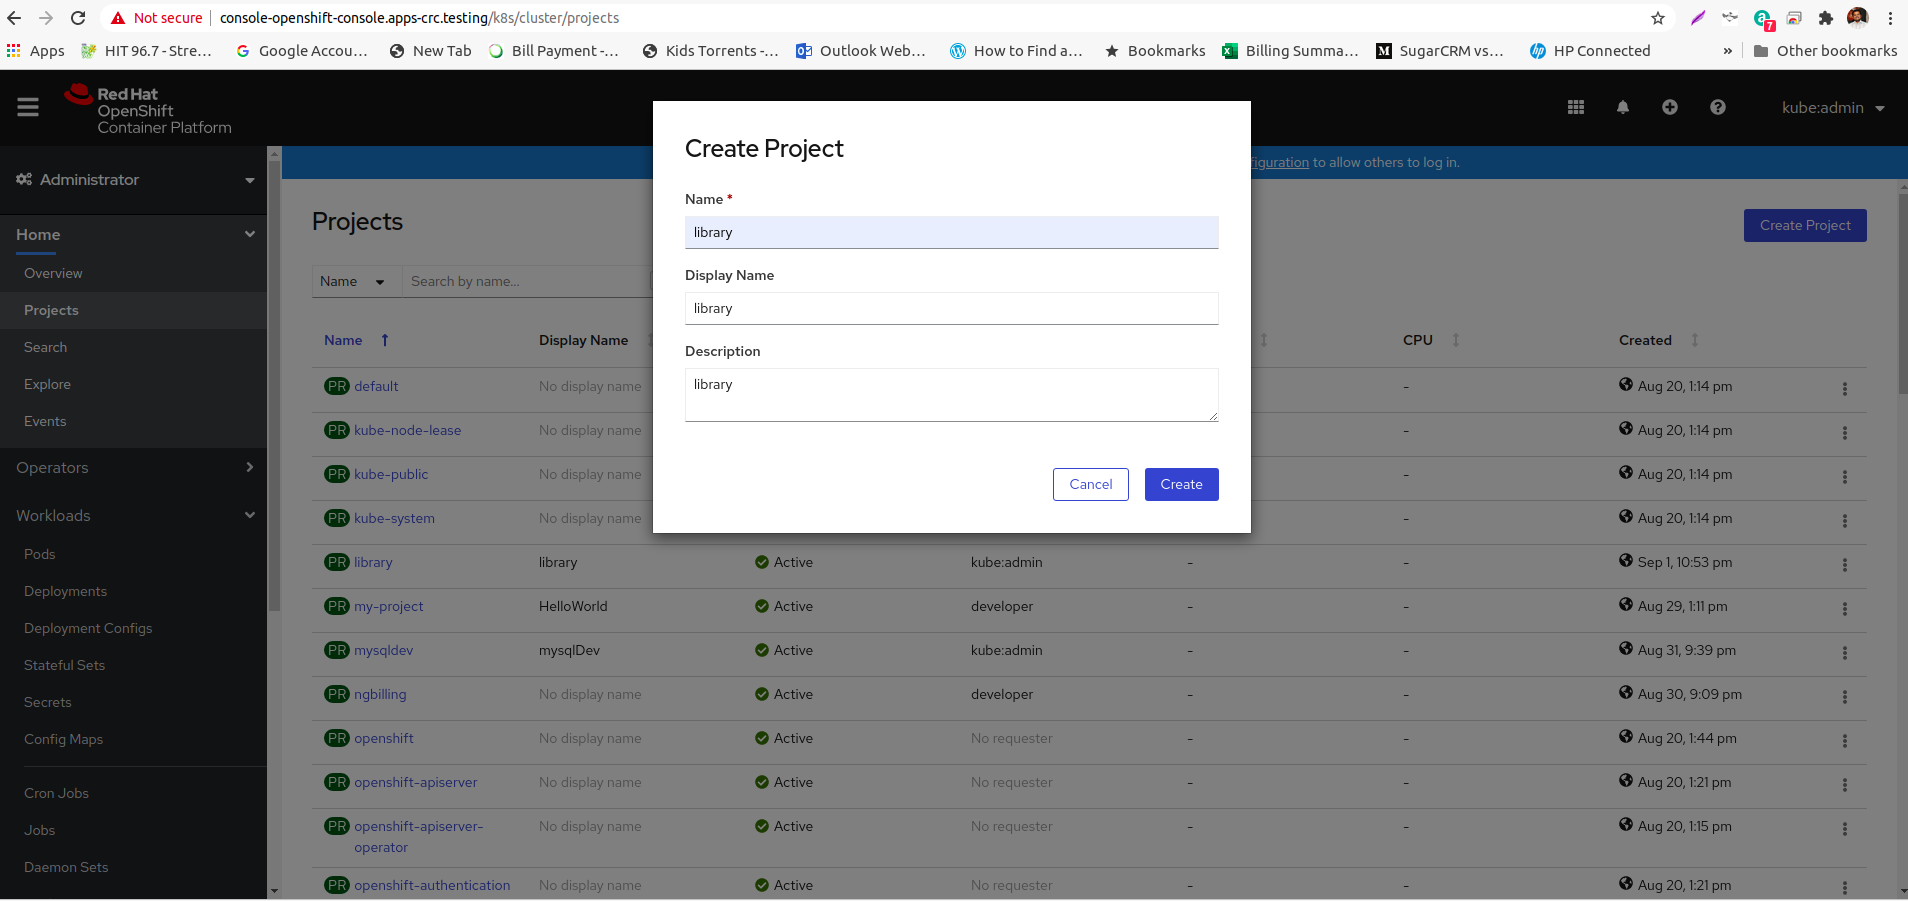 Not secure | console-openshift-console.apps-crc.testing/k8s/cluster/projects
7
Apps HIT 96.7 - Stre... Google Accou... New Tab Bill Payment -... Kids Torrents -... Outlook Web... How to Find a... Bookmarks Billing Summa... SugarCRM vs... HP Connected » Other bookmarks
Red Hat
OpenShift
Container Platform
kube:admin
Administrator
Home
Overview
Projects
Search
Explore
Events
Operators
Workloads
Pods
Deployments
Deployment Configs
Stateful Sets
Secrets
Config Maps
Cron Jobs
Jobs
Daemon Sets
figuration to allow others to log in.
Projects
Create Project
Name Search by name...
Name Display Name CPU Created
PR default No display name - Aug 20, 1:14 pm
PR kube-node-lease No display name - Aug 20, 1:14 pm
PR kube-public No display name - Aug 20, 1:14 pm
PR kube-system No display name - Aug 20, 1:14 pm
PR library library Active kube:admin - - Sep 1, 10:53 pm
PR my-project HelloWorld Active developer - - Aug 29, 1:11 pm
PR mysqldev mysqlDev Active kube:admin - - Aug 31, 9:39 pm
PR ngbilling No display name Active developer - - Aug 30, 9:09 pm
PR openshift No display name Active No requester - - Aug 20, 1:44 pm
PR openshift-apiserver No display name Active No requester - - Aug 20, 1:21 pm
PR openshift-apiserver- No display name Active No requester - - Aug 20, 1:15 pm
operator
PR openshift-authentication No display name Active No requester - - Aug 20, 1:21 pm
Create Project
Name *
library
Display Name
library
Description
library
Cancel Create